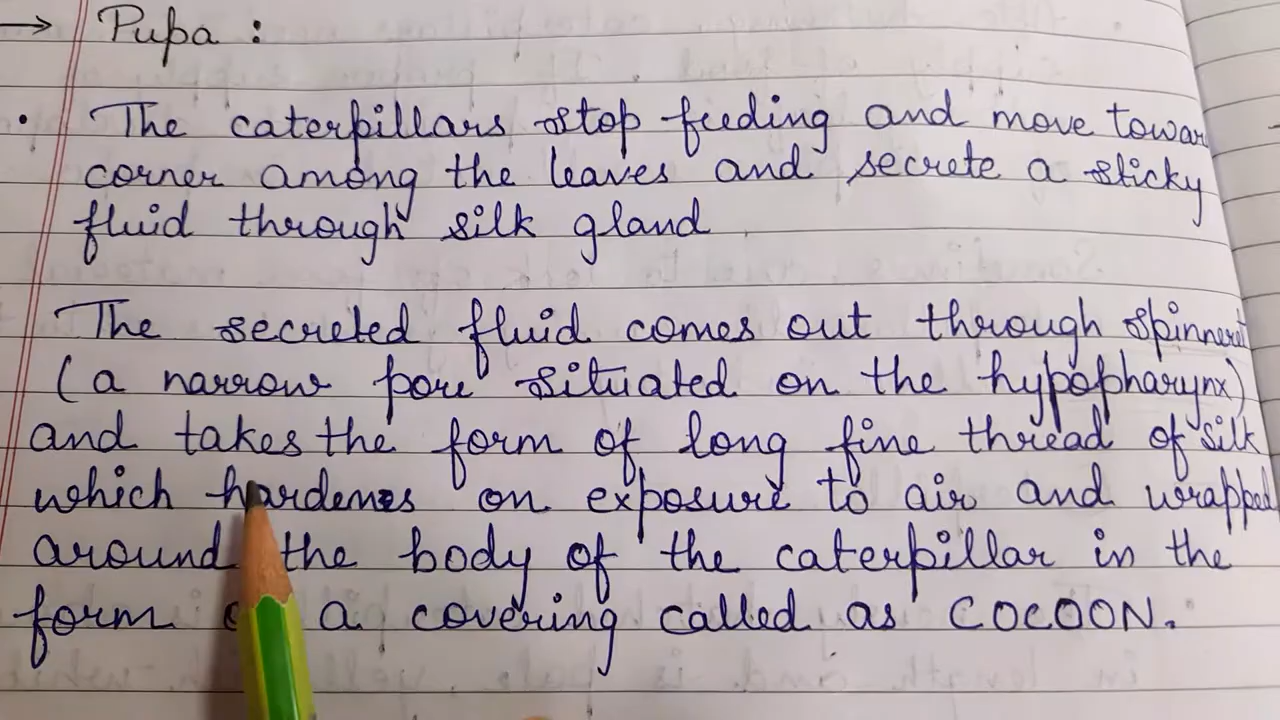 → Pupa :
• The caterpillars stop feeding and move towar
corner among the leaves and secrete a sticky
fluid through silk gland
The secreted fluid comes out through spinneret
(a narrow pore situated on the hypopharynx)
and takes the form of long fine thread of silk
which hardenes on exposure to air and wrapped
around the body of the caterpillar in the
form a covering called as COCOON.